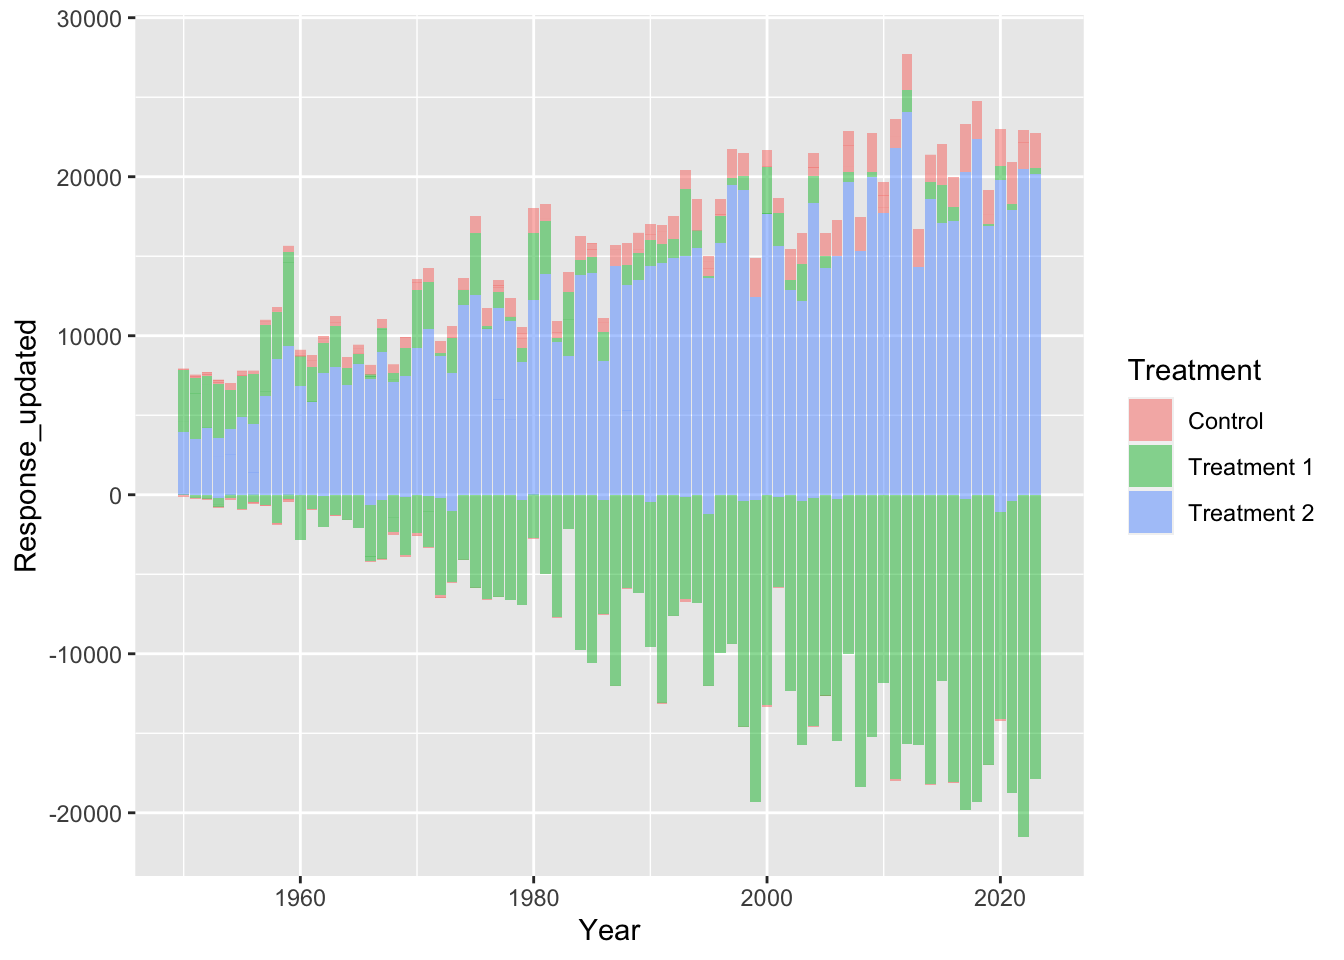 30000
20000
10000
0
-10000
-20000
Response_updated
1960
1980
2000
2020
Year
Treatment
Control
Treatment 1
Treatment 2